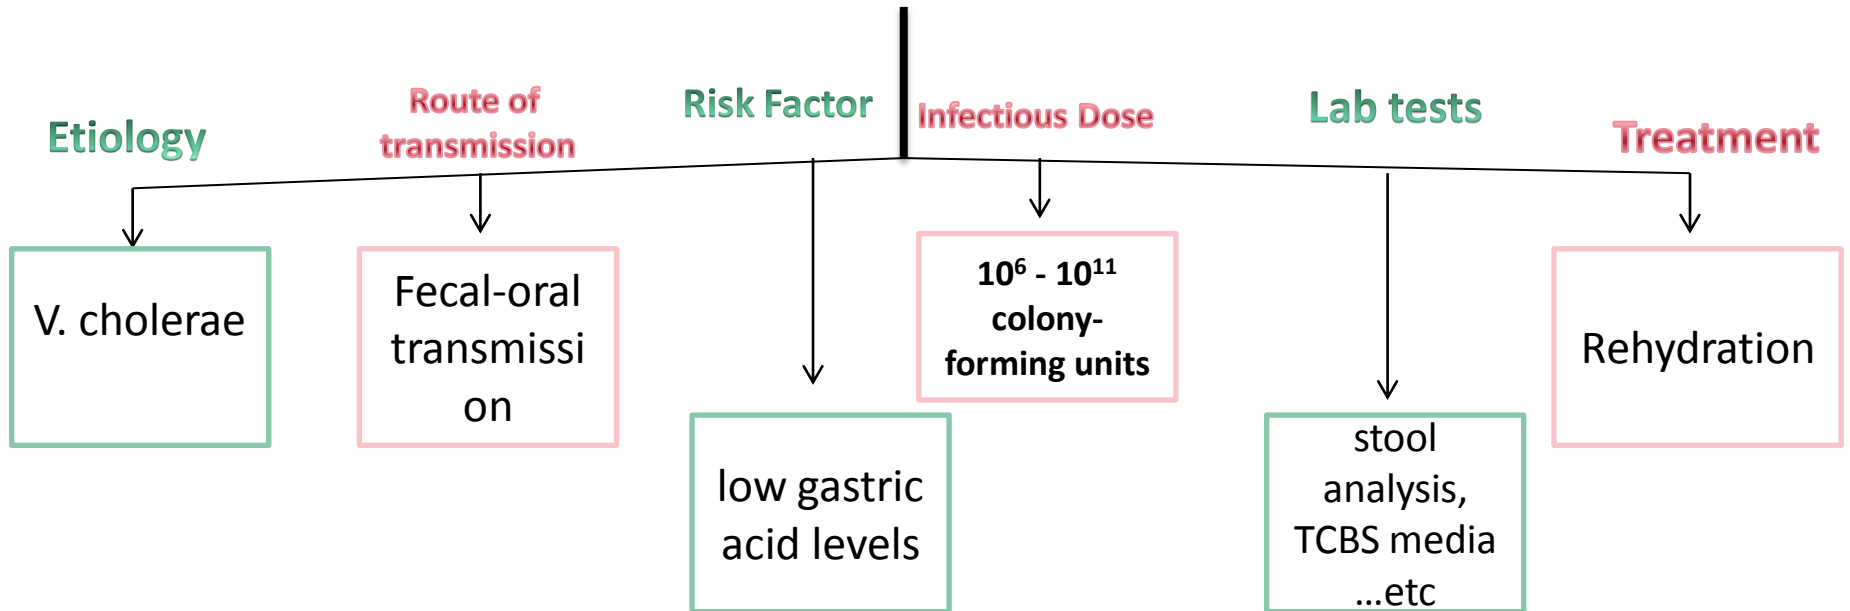 Etiology
Route of
transmission
Risk Factor
Infectious Dose
Lab tests
Treatment
V. cholerae
Fecal-oral
transmissi
on
low gastric
acid levels
10⁶ - 10¹¹
colony-
forming units
stool
analysis,
TCBS media
...etc
Rehydration